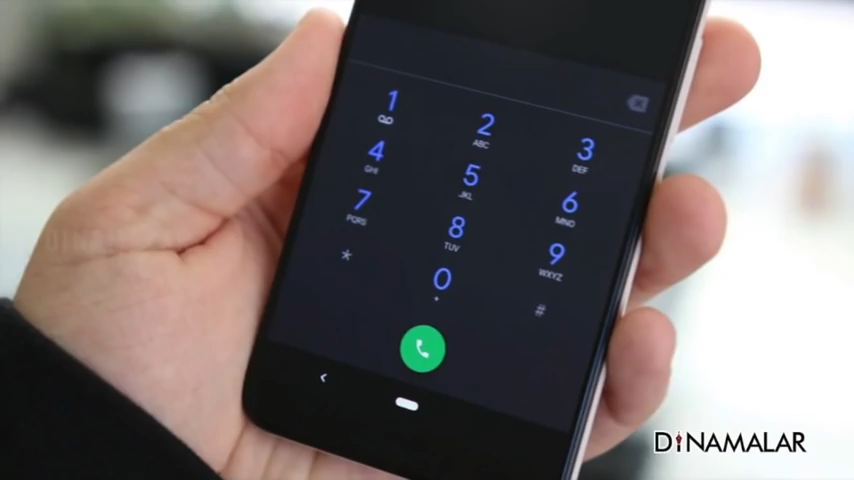 1 2 3
ABC DEF
4 5 6
GHI JKL MNO
7 8 9
PQRS TUV WXYZ
* 0 #
+
DINAMALAR